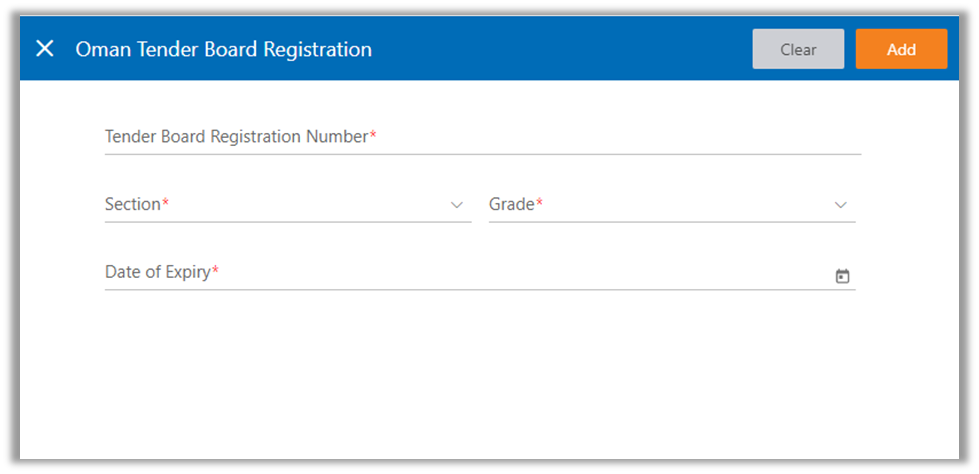 Oman Tender Board Registration Clear Add
Tender Board Registration Number*
Section* Grade*
Date of Expiry*